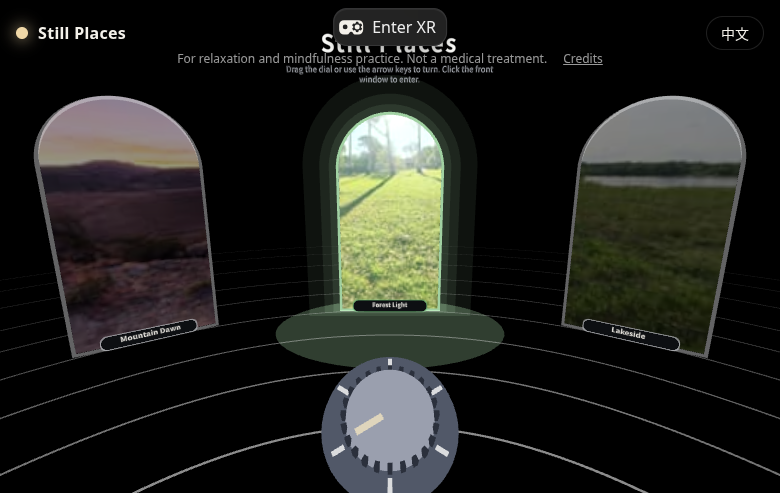 Still Places
Enter XR
中文
Still Places
For relaxation and mindfulness practice. Not a medical treatment. Credits
Drag the dial or use the arrow keys to turn. Click the front
window to enter.
Forest Light
Mountain Dawn
Lakeside